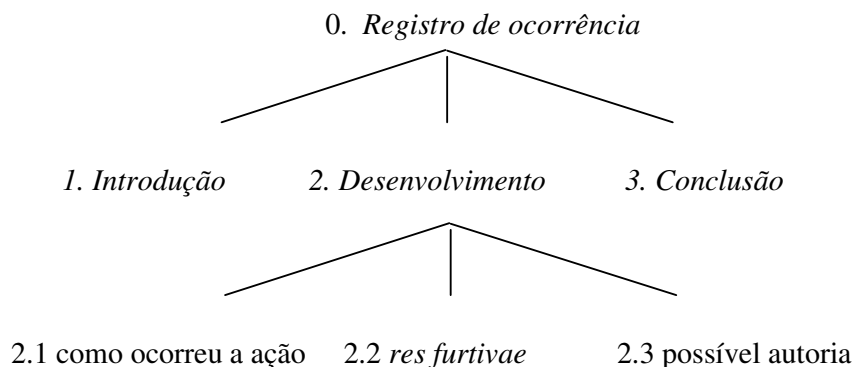 0. Registro de ocorrência
1. Introdução 2. Desenvolvimento 3. Conclusão
2.1 como ocorreu a ação 2.2 res furtivae 2.3 possível autoria